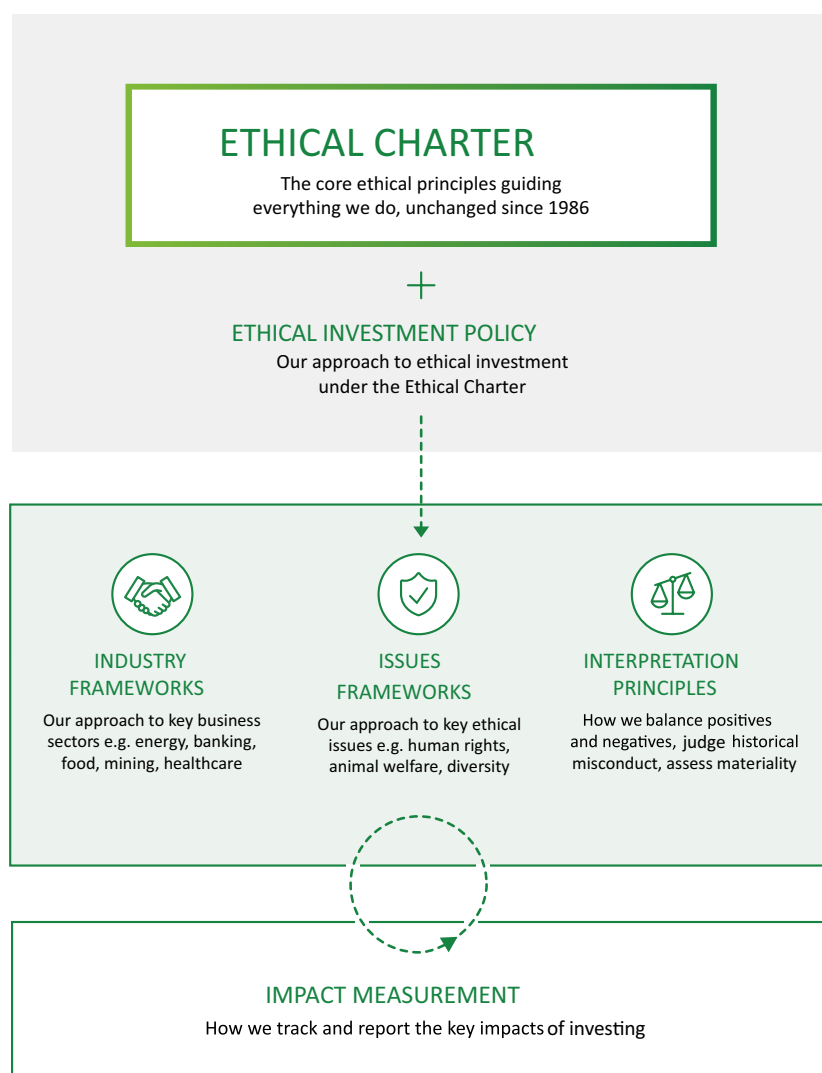 ETHICAL CHARTER
The core ethical principles guiding
everything we do, unchanged since 1986
+
ETHICAL INVESTMENT POLICY
Our approach to ethical investment
under the Ethical Charter
INDUSTRY
FRAMEWORKS
Our approach to key business
sectors e.g. energy, banking,
food, mining, healthcare
ISSUES
FRAMEWORKS
Our approach to key ethical
issues e.g. human rights,
animal welfare, diversity
INTERPRETATION
PRINCIPLES
How we balance positives
and negatives, judge historical
misconduct, assess materiality
IMPACT MEASUREMENT
How we track and report the key impacts of investing